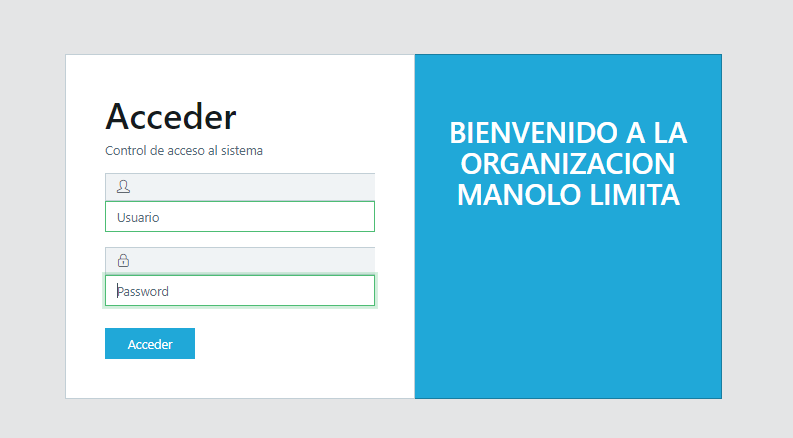 Acceder
Control de acceso al sistema
Usuario
Password
Acceder
BIENVENIDO A LA
ORGANIZACION
MANOLO LIMITA